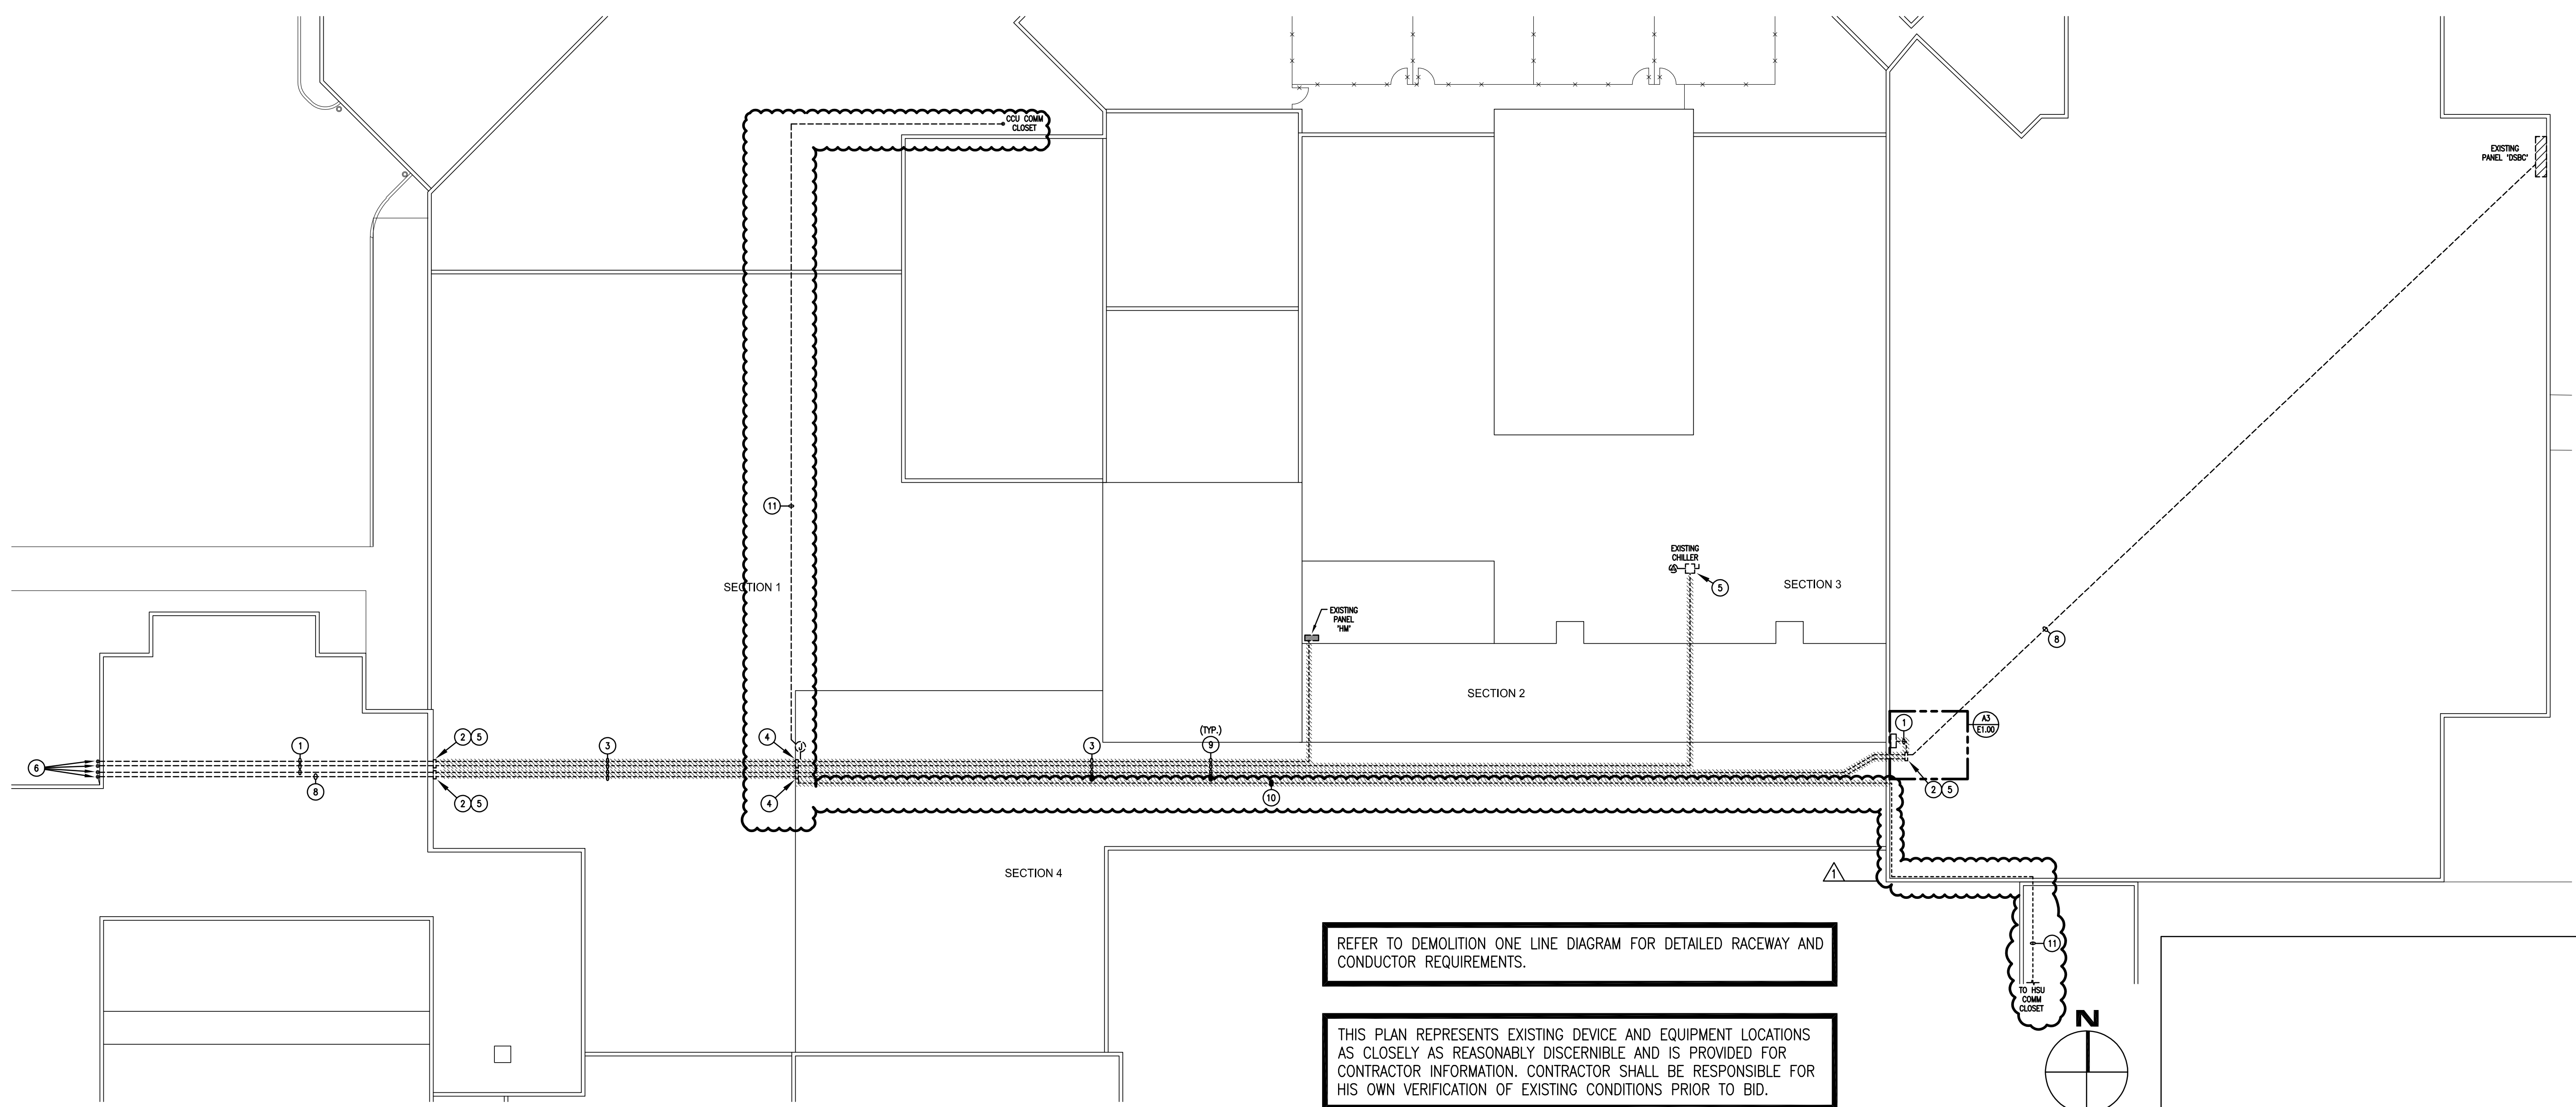 CCU COMM
CLOSET
EXISTING
PANEL 'DSBC'
11
EXISTING
CHILLER
5
SECTION 1
SECTION 3
EXISTING
PANEL
'HM'
8
SECTION 2
A3
E1.00
1
(TYP.)
9
2
5
1
3
4
J
3
6
8
2
5
4
10
2
5
SECTION 4
1
11
TO HSU
COMM
CLOSET
REFER TO DEMOLITION ONE LINE DIAGRAM FOR DETAILED RACEWAY AND
CONDUCTOR REQUIREMENTS.
THIS PLAN REPRESENTS EXISTING DEVICE AND EQUIPMENT LOCATIONS
AS CLOSELY AS REASONABLY DISCERNIBLE AND IS PROVIDED FOR
CONTRACTOR INFORMATION. CONTRACTOR SHALL BE RESPONSIBLE FOR
HIS OWN VERIFICATION OF EXISTING CONDITIONS PRIOR TO BID.
N